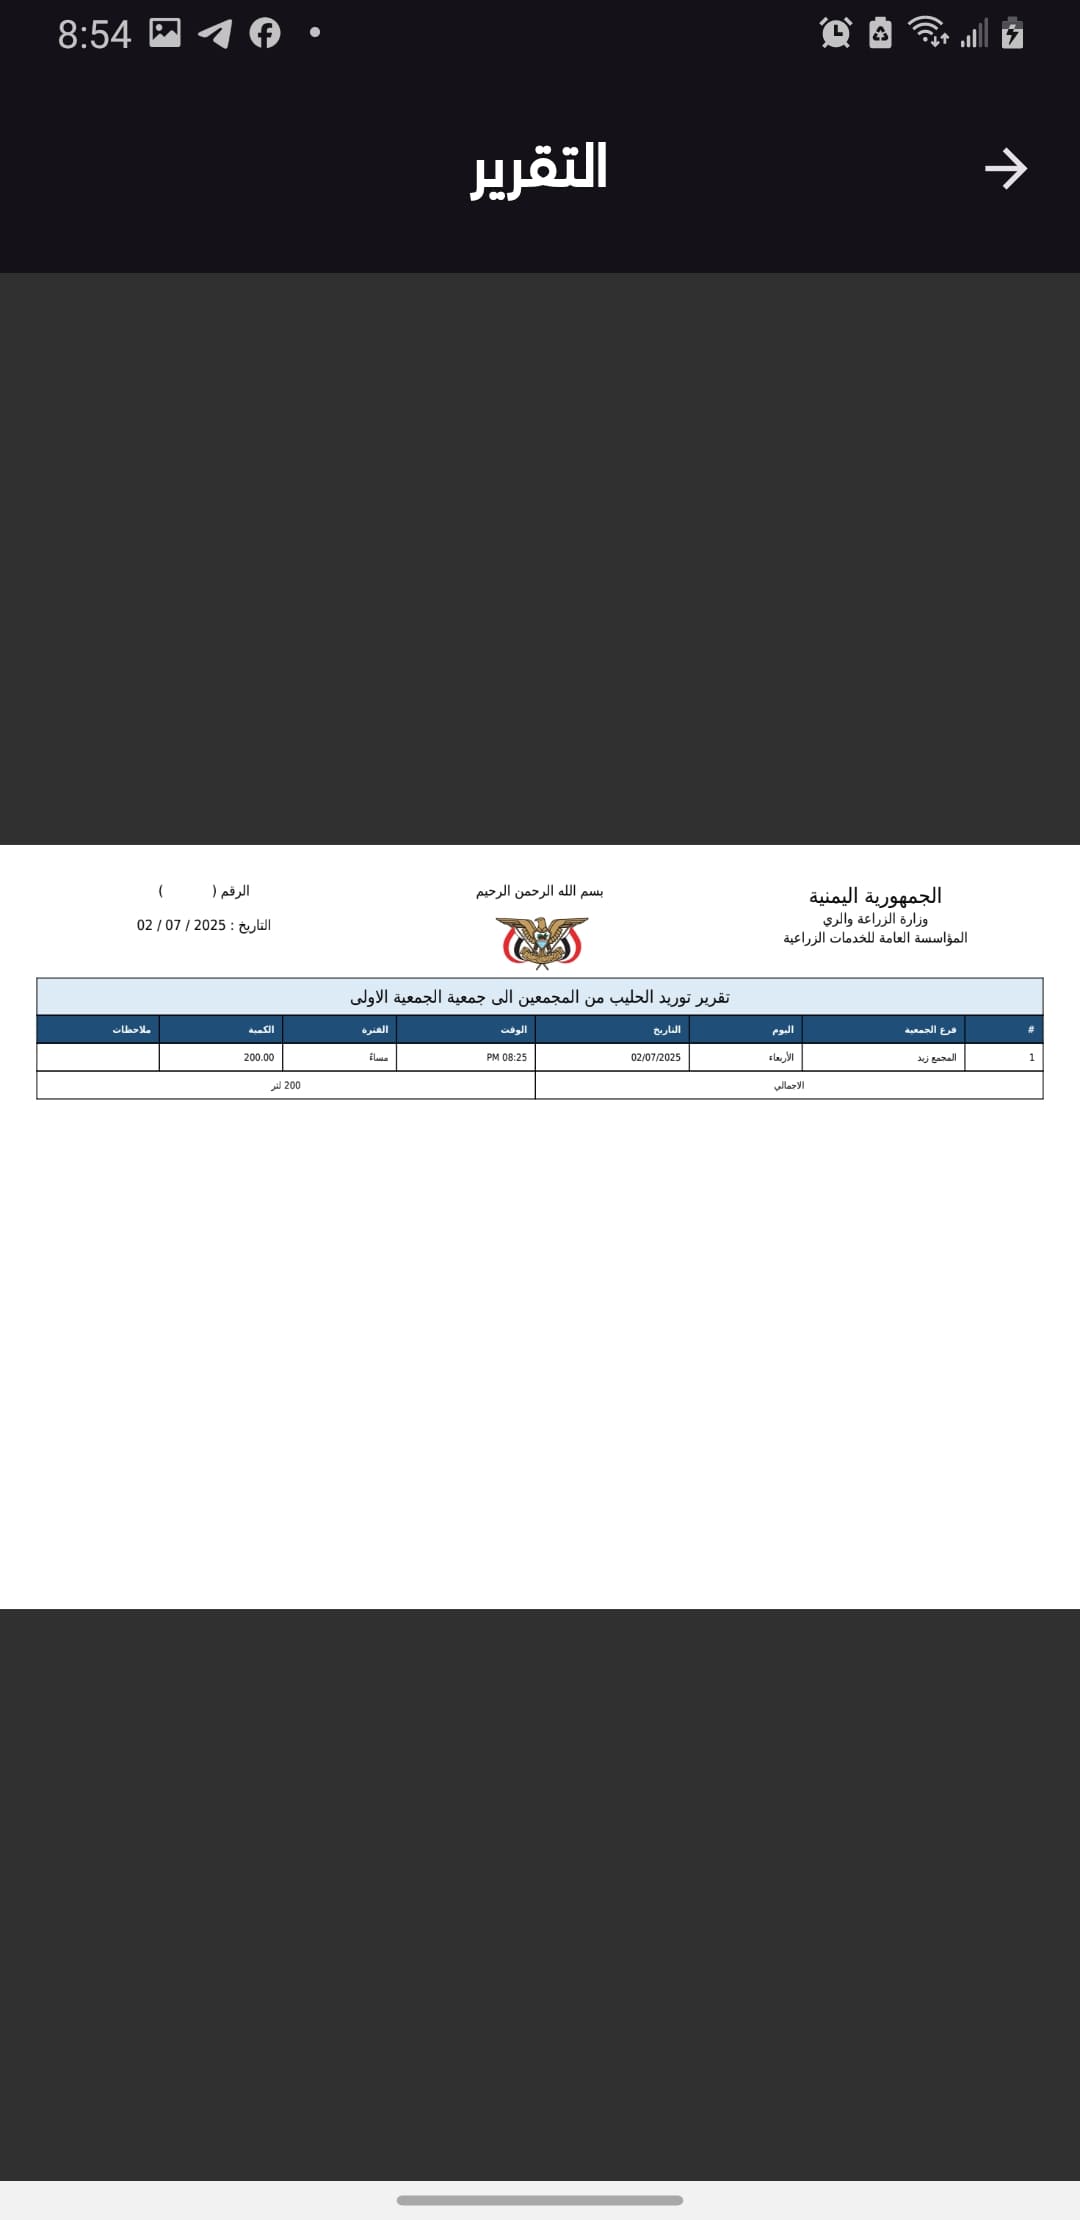 8:54
التقرير
الجمهورية اليمنية
وزارة الزراعة والري
المؤاسسة العامة للخدمات الزراعية
بسم الله الرحمن الرحيم
الرقم ( )
التاريخ : 2025 / 07 / 02
تقرير توريد الحليب من المجمعين الى جمعية الجمعية الاولى
# فرع الجمعية اليوم التاريخ الوقت الفترة الكمية ملاحظات
1 المجمع زيد الأربعاء 02/07/2025 08:25 PM مساءً 200.00
الاجمالي 200 لتر